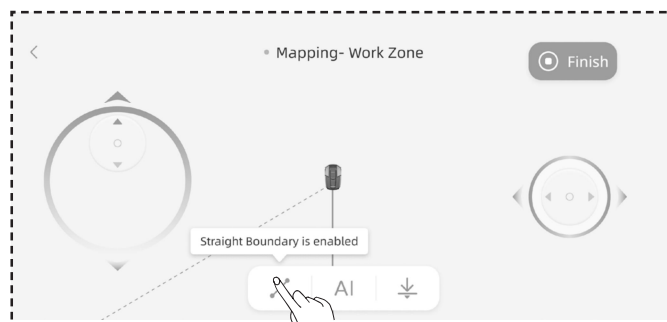 Mapping- Work Zone
Finish
Straight Boundary is enabled
AI